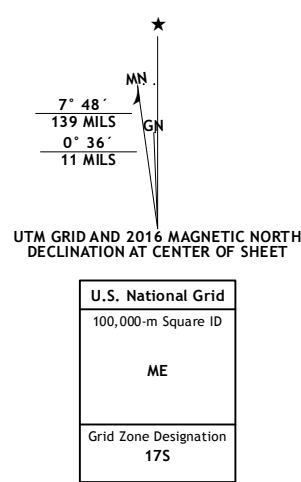 MN
7° 48´
139 MILS
GN
0° 36´
11 MILS
UTM GRID AND 2016 MAGNETIC NORTH
DECLINATION AT CENTER OF SHEET
U.S. National Grid
100,000-m Square ID
ME
Grid Zone Designation
17S